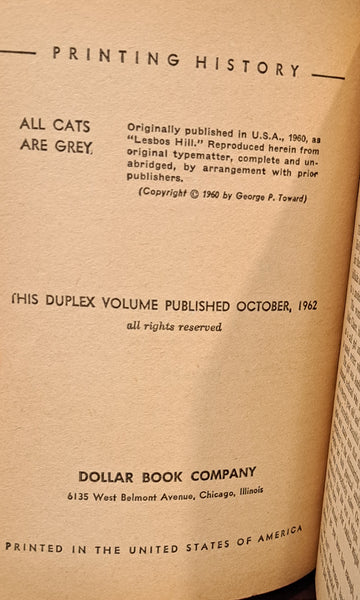 PRINTING HISTORY
ALL CATS
ARE GREY
Originally published in U.S.A., 1960, as
"Lesbos Hill." Reproduced herein from
original typematter, complete and un-
abridged, by arrangement with prior
publishers.
(Copyright © 1960 by George P. Toward)
THIS DUPLEX VOLUME PUBLISHED OCTOBER, 1962
all rights reserved
DOLLAR BOOK COMPANY
6135 West Belmont Avenue, Chicago, Illinois
PRINTED IN THE UNITED STATES OF AMERICA